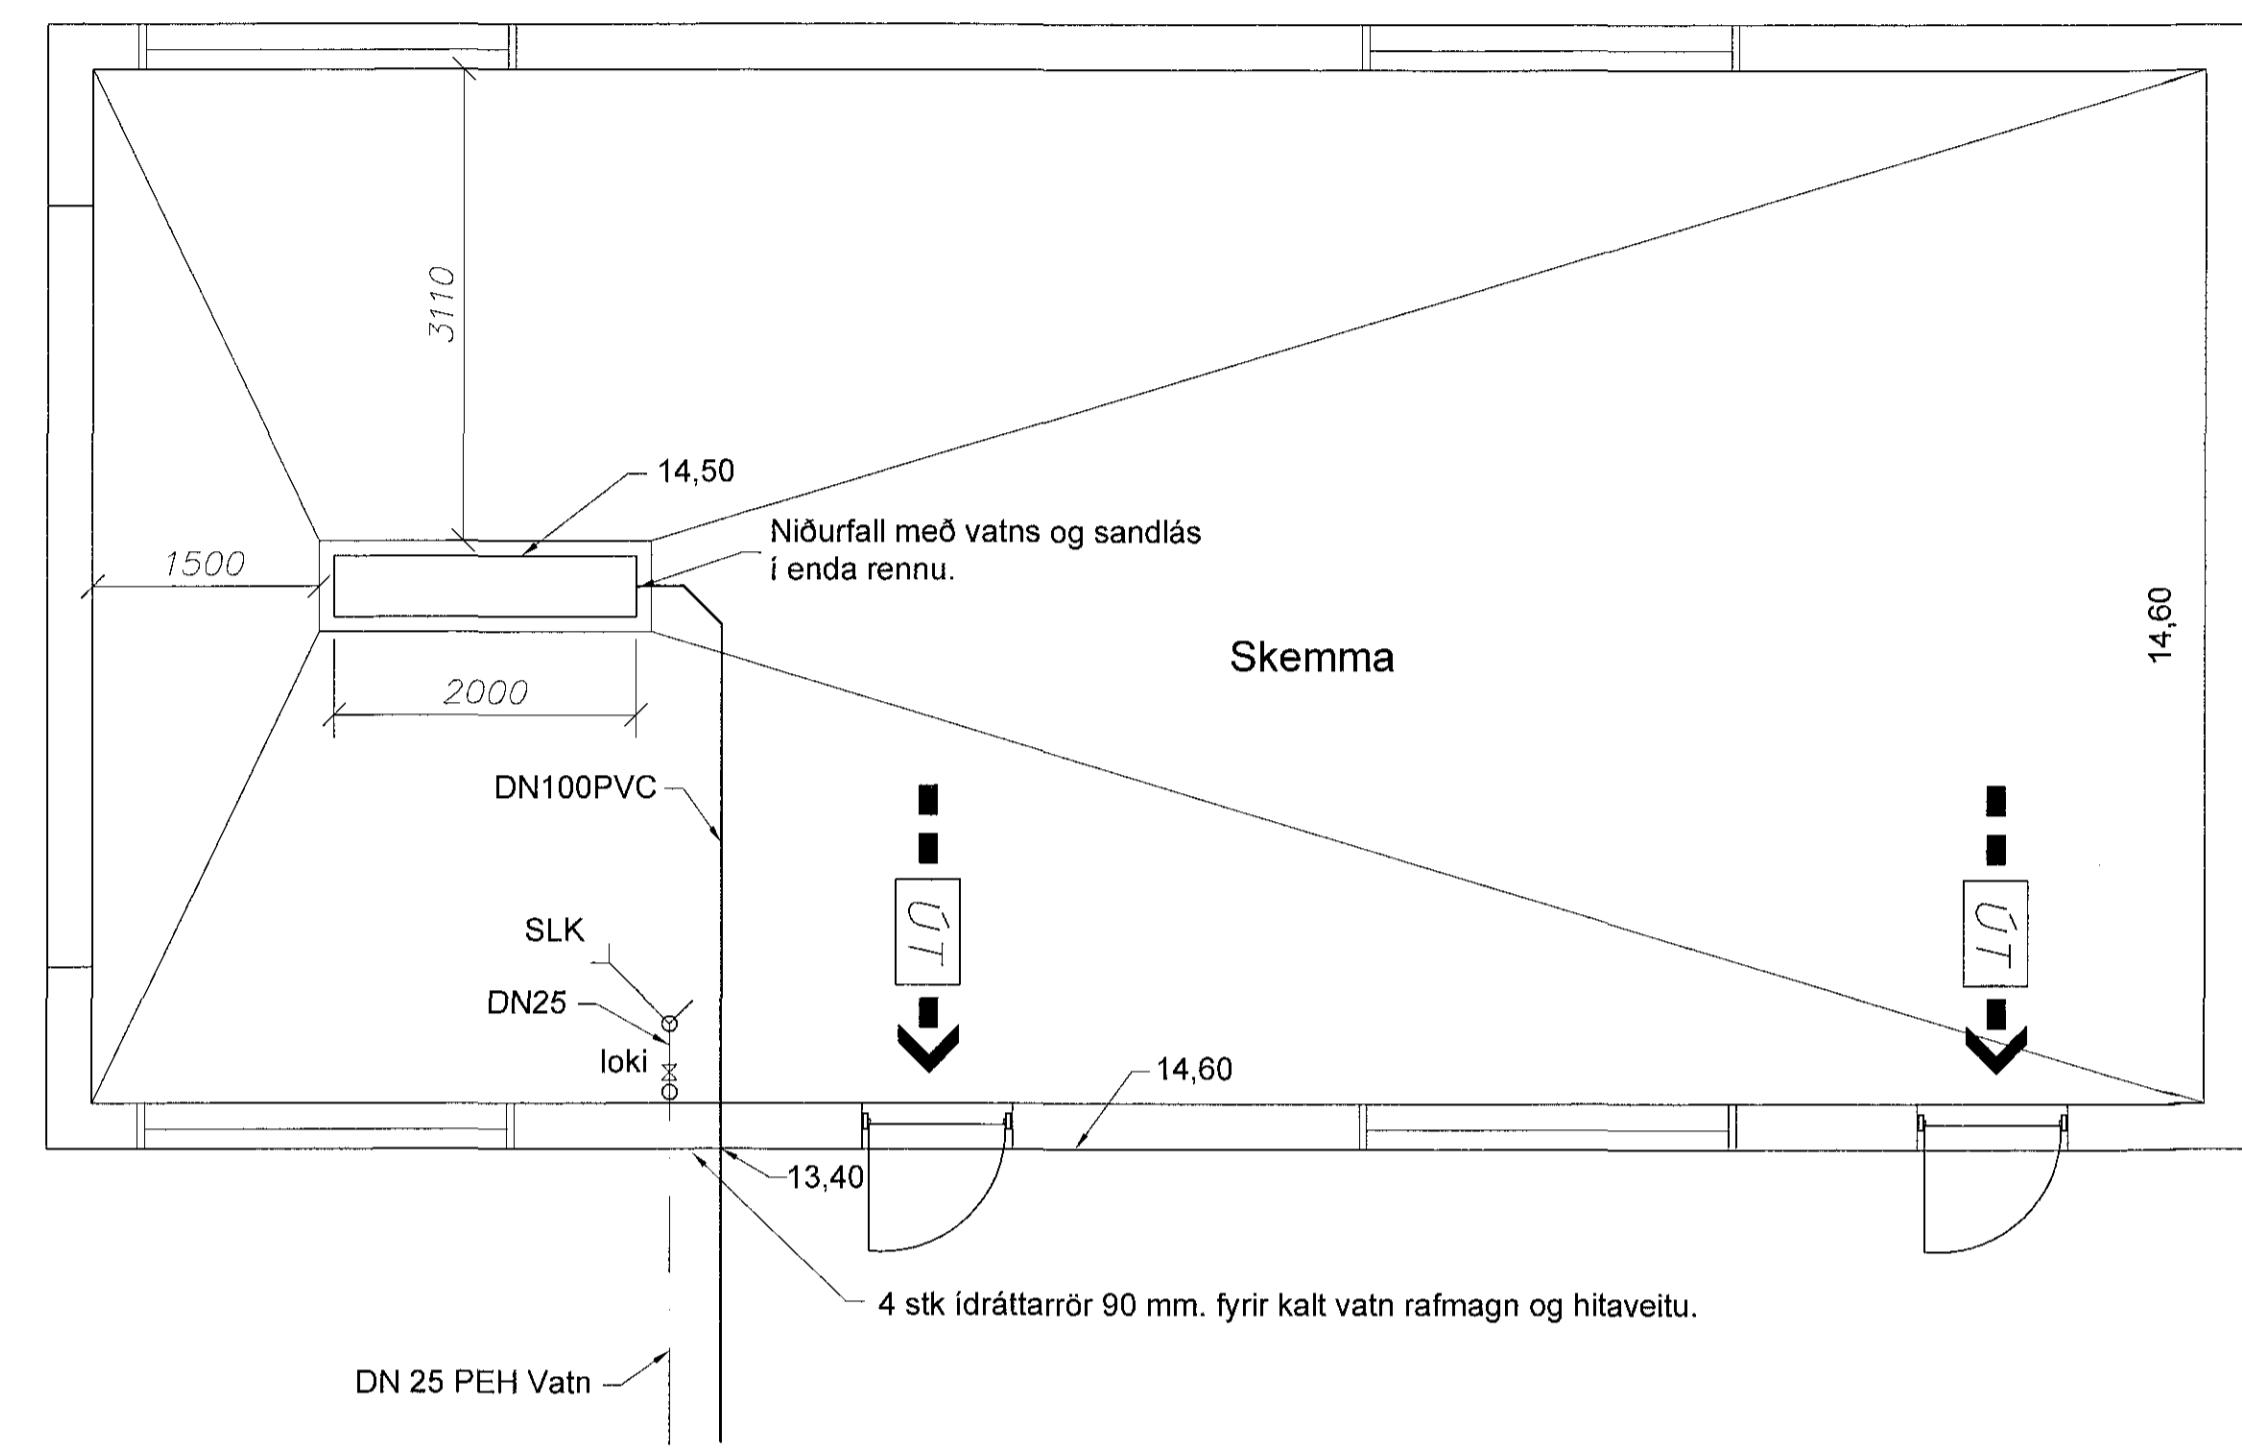 3110
14,50
Niðurfall með vatns og sandlás
í enda rennu.
1500
14,60
Skemma
2000
DN100PVC
ÚT
ÚT
SLK
DN25
loki
14,60
13,40
4 stk ídráttarrör 90 mm. fyrir kalt vatn rafmagn og hitaveitu.
DN 25 PEH Vatn